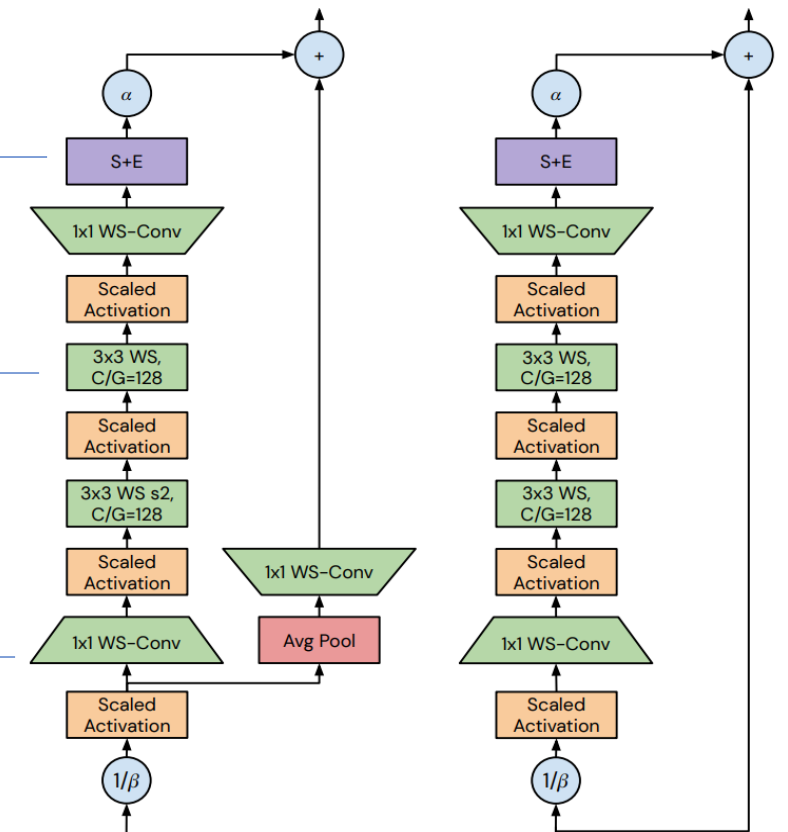 +
α
S+E
1x1 WS-Conv
Scaled
Activation
3x3 WS,
C/G=128
Scaled
Activation
3x3 WS s2,
C/G=128
Scaled
Activation
1x1 WS-Conv
Scaled
Activation
1/β
1x1 WS-Conv
Avg Pool
+
α
S+E
1x1 WS-Conv
Scaled
Activation
3x3 WS,
C/G=128
Scaled
Activation
3x3 WS,
C/G=128
Scaled
Activation
1x1 WS-Conv
Scaled
Activation
1/β